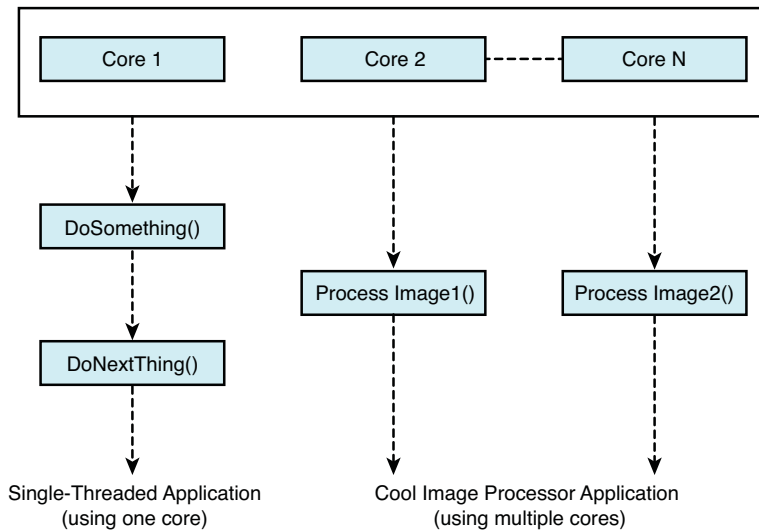 Core 1
Core 2
Core N
DoSomething()
Process Image1()
Process Image2()
DoNextThing()
Single-Threaded Application
(using one core)
Cool Image Processor Application
(using multiple cores)